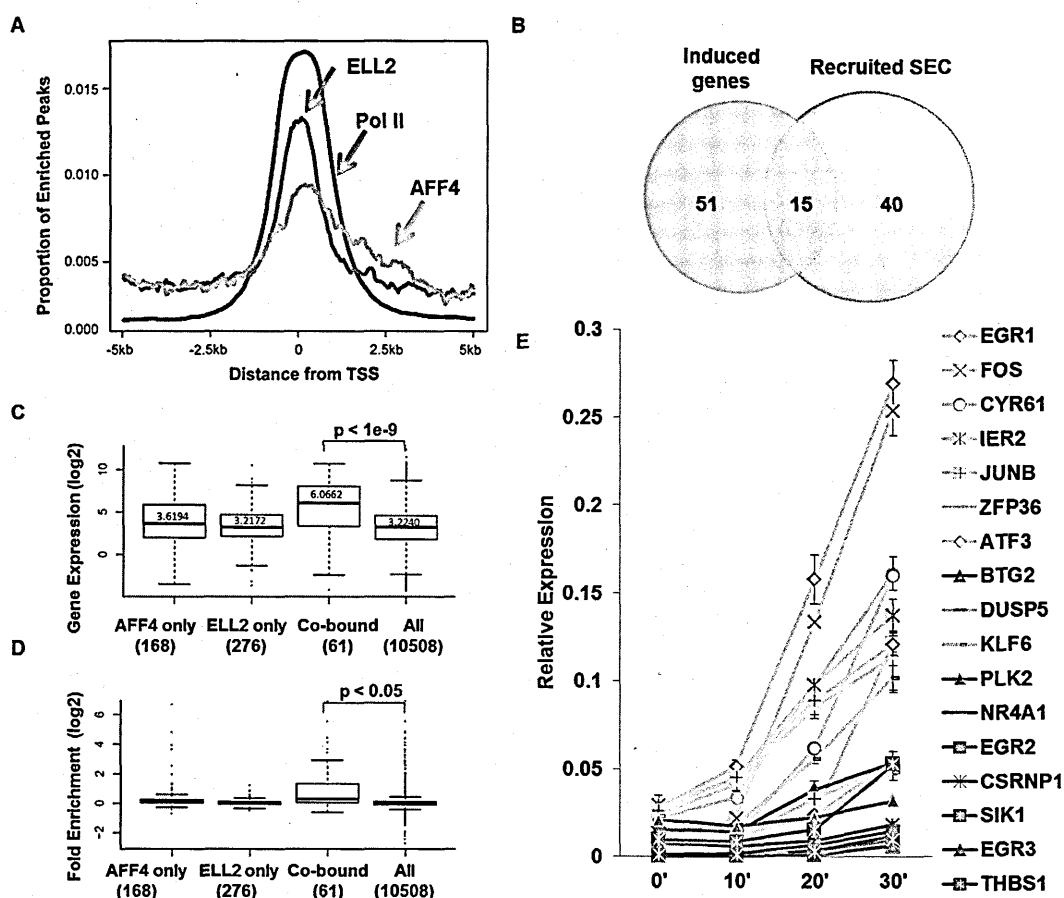 A
Proportion of Enriched Peaks
0.015
0.010
0.005
0.000
ELL2
Pol II
AFF4
-5kb
-2.5kb
0
2.5kb
5kb
Distance from TSS
B
Induced
genes
Recruited SEC
51
15
40
C
Gene Expression (log2)
10
5
0
p < 1e-9
3.6194
3.2172
6.0662
3.2240
AFF4 only
(168)
ELL2 only
(276)
Co-bound
(61)
All
(10508)
D
Fold Enrichment (log2)
6
4
2
0
-2
p < 0.05
AFF4 only
(168)
ELL2 only
(276)
Co-bound
(61)
All
(10508)
E
Relative Expression
0.3
0.25
0.2
0.15
0.1
0.05
0
0'
10'
20'
30'
EGR1
FOS
CYR61
IER2
JUNB
ZFP36
ATF3
BTG2
DUSP5
KLF6
PLK2
NR4A1
EGR2
CSRNP1
SIK1
EGR3
THBS1